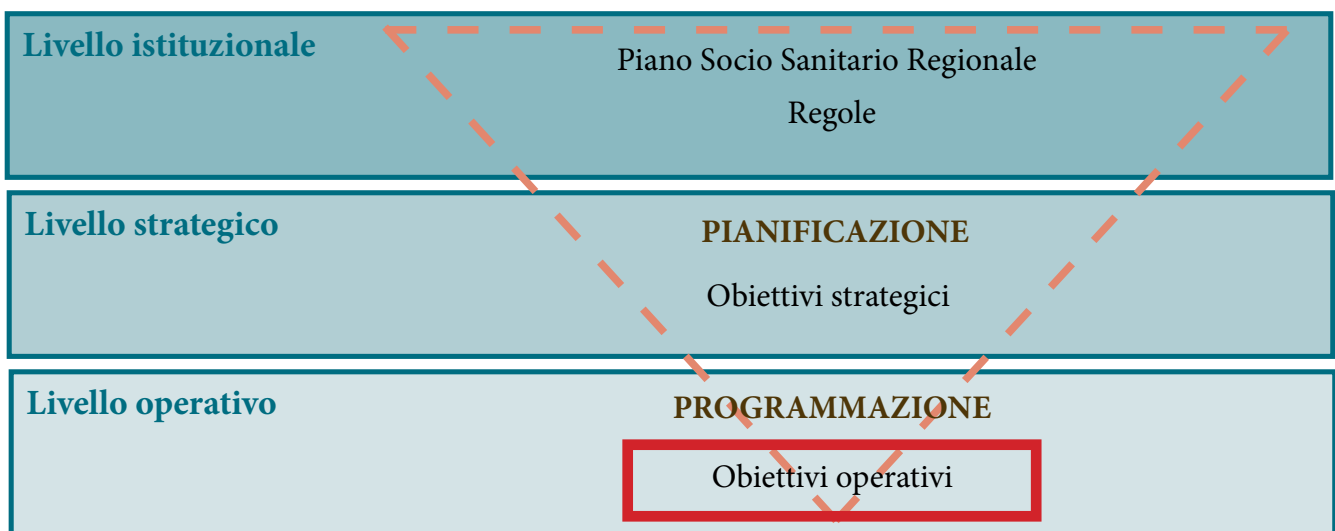 Livello istituzionale
Piano Socio Sanitario Regionale
Regole
Livello strategico
PIANIFICAZIONE
Obiettivi strategici
Livello operativo
PROGRAMMAZIONE
Obiettivi operativi